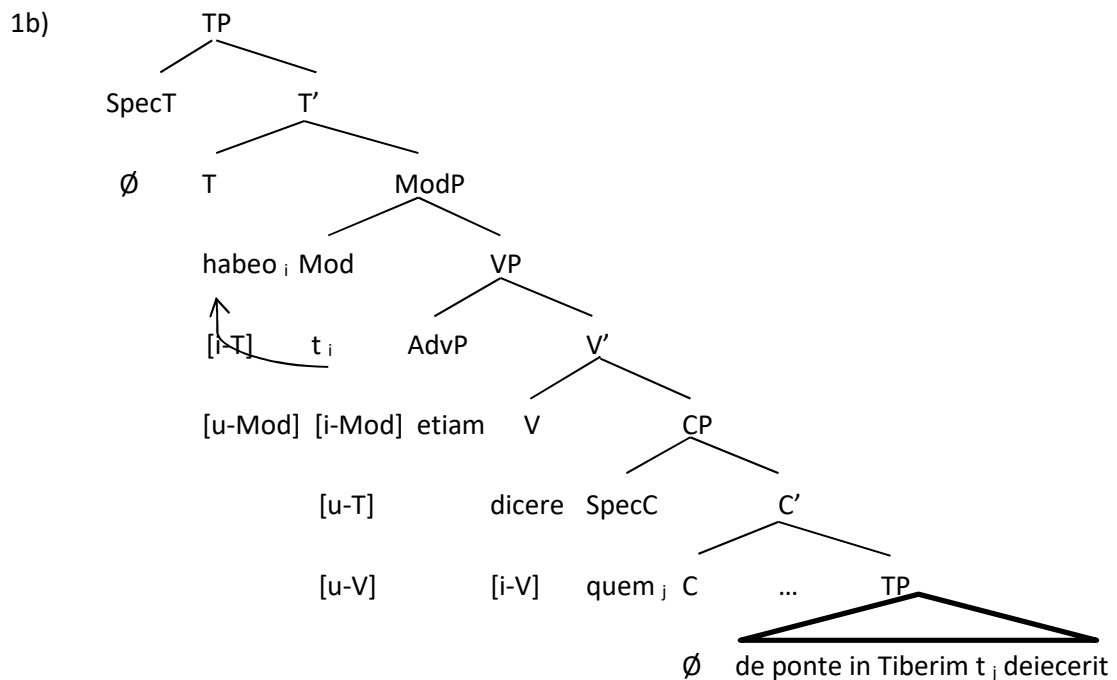 1b) TP
SpecT T’
Ø T ModP
habeo i Mod VP
[i-T] t i AdvP V’
[u-Mod] [i-Mod] etiam V CP
[u-T] dicere SpecC C’
[u-V] [i-V] quem j C … TP
Ø de ponte in Tiberim t j deiecerit